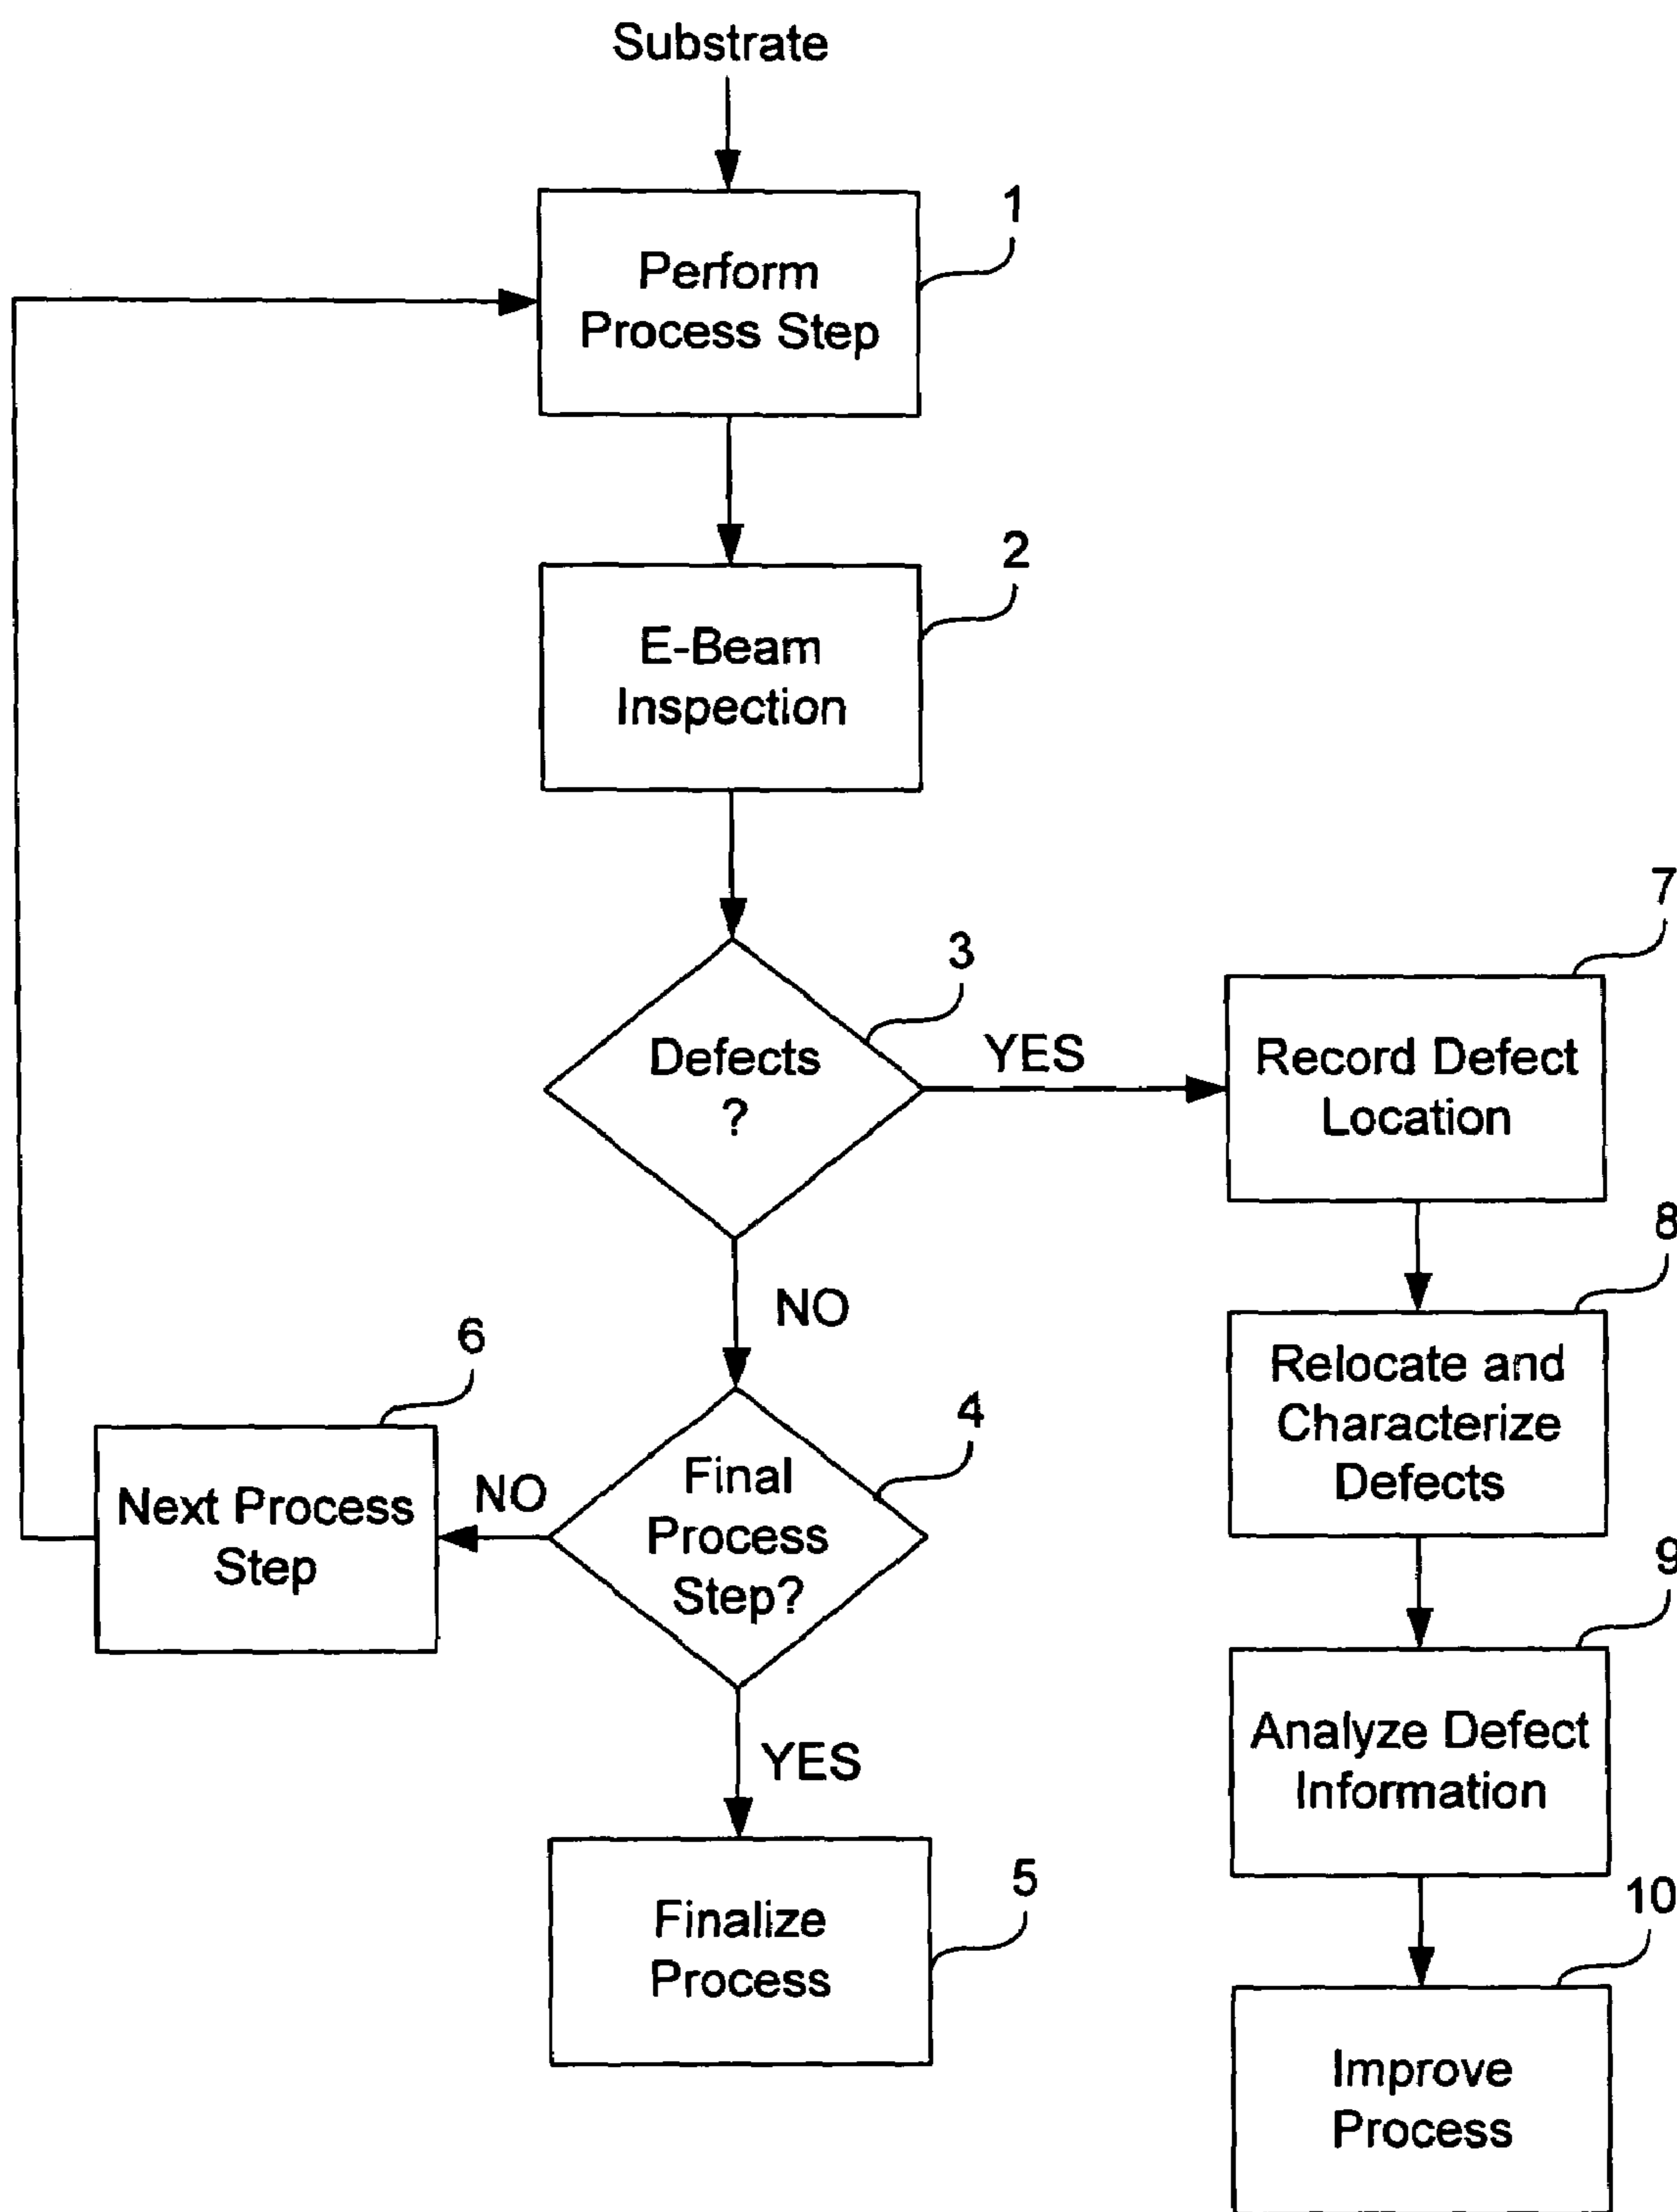 Substrate
1
Perform
Process Step
2
E-Beam
Inspection
3
Defects
?
YES
7
Record Defect
Location
NO
8
Relocate and
Characterize
Defects
6
Next Process
Step
NO
4
Final
Process
Step?
9
Analyze Defect
Information
YES
5
Finalize
Process
10
Improve
Process